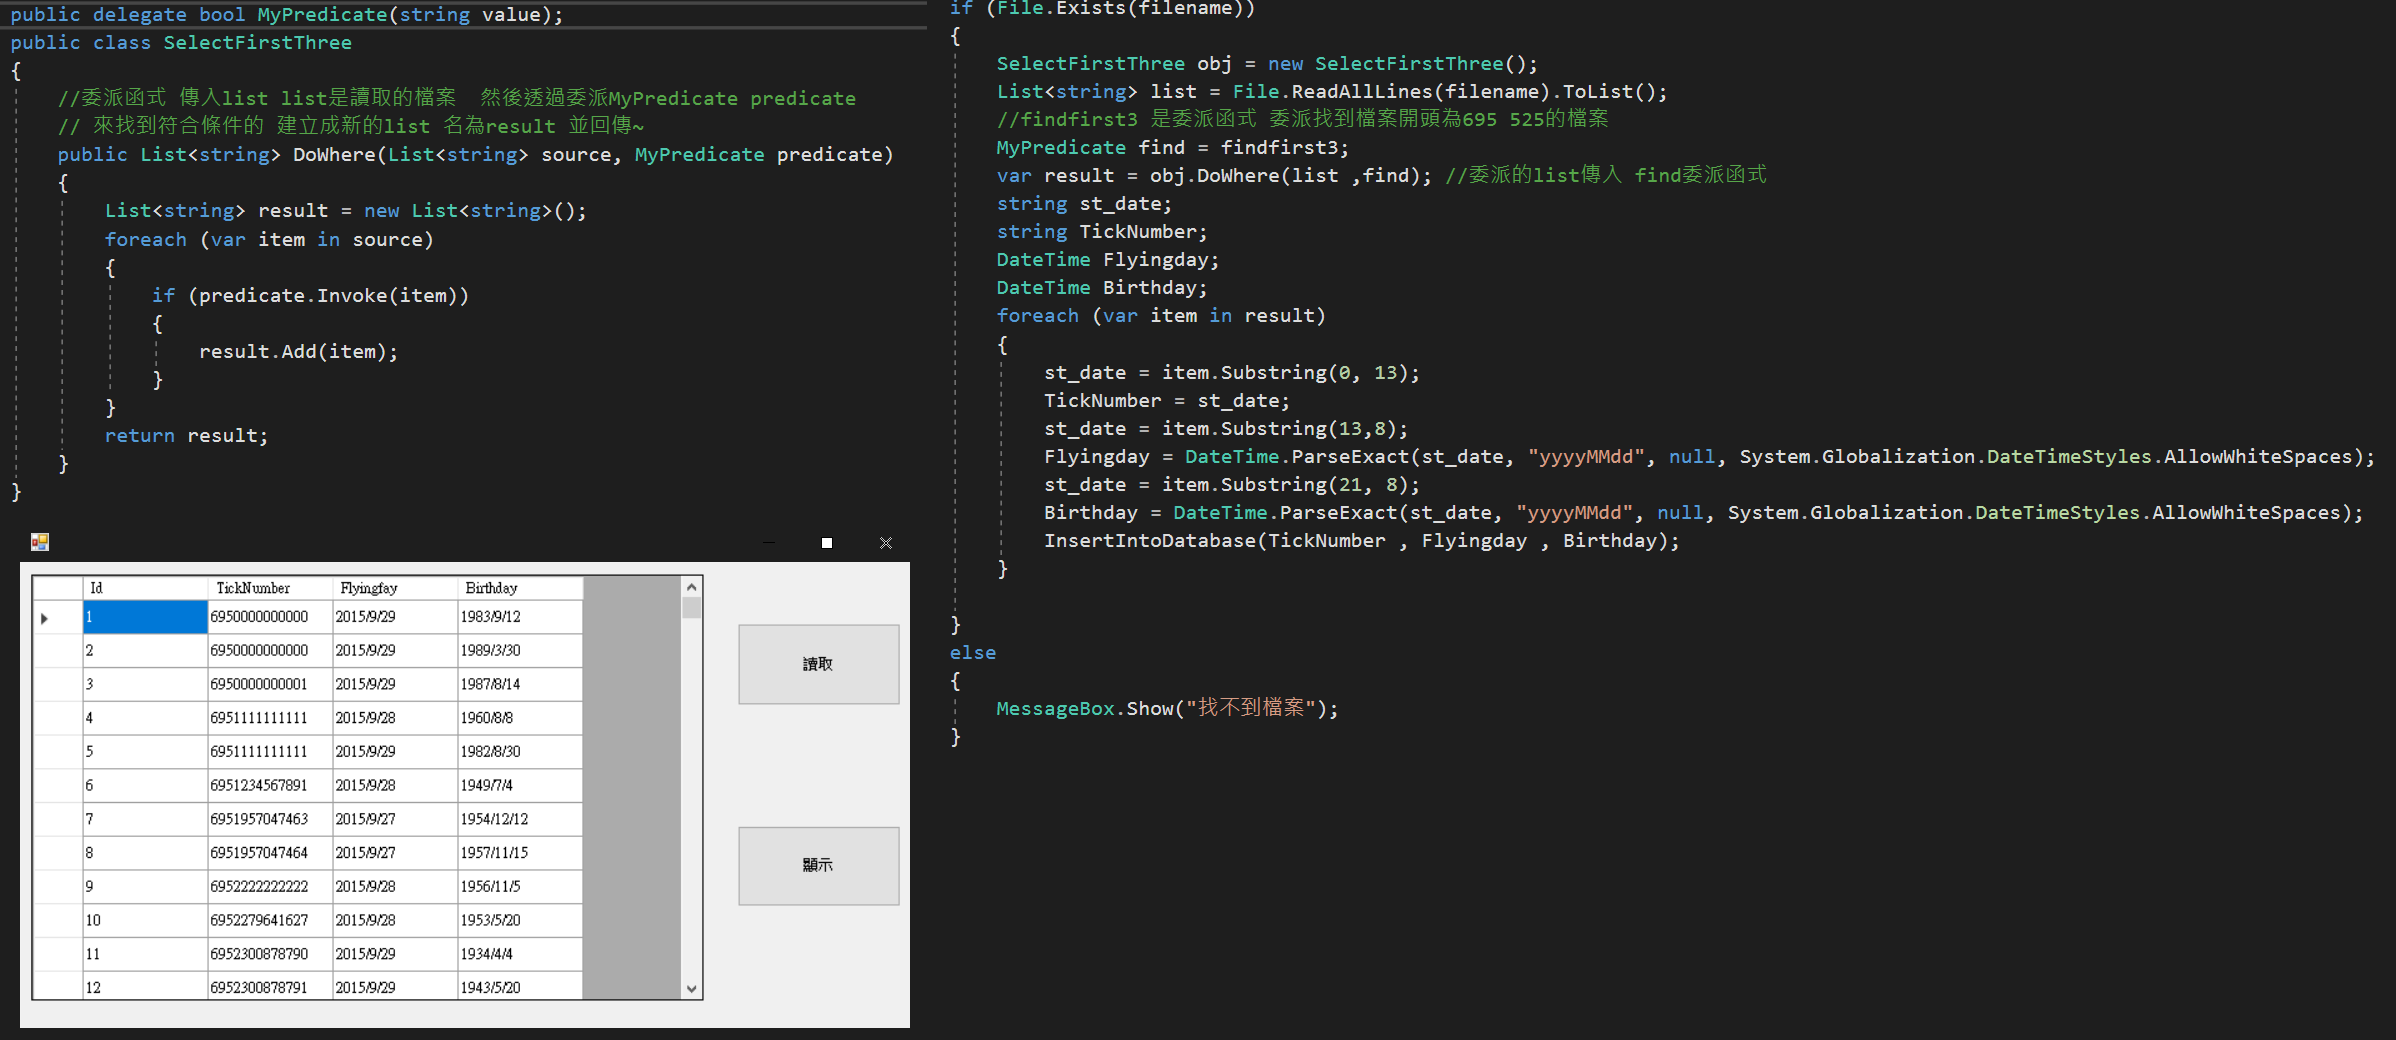 public delegate bool MyPredicate(string value);
public class SelectFirstThree
{
//委派函式 傳入list list是讀取的檔案  然後透過委派MyPredicate predicate
// 來找到符合條件的 建立成新的list 名為result 並回傳~
public List<string> DoWhere(List<string> source, MyPredicate predicate)
{
List<string> result = new List<string>();
foreach (var item in source)
{
if (predicate.Invoke(item))
{
result.Add(item);
}
}
return result;
}
}
Id TickNumber Flyingfay Birthday
1 6950000000000 2015/9/29 1983/9/12
2 6950000000000 2015/9/29 1989/3/30
3 6950000000001 2015/9/29 1987/8/14
4 6951111111111 2015/9/28 1960/8/8
5 6951111111111 2015/9/29 1982/8/30
6 6951234567891 2015/9/28 1949/7/4
7 6951957047463 2015/9/27 1954/12/12
8 6951957047464 2015/9/27 1957/11/15
9 6952222222222 2015/9/28 1956/11/5
10 6952279641627 2015/9/28 1953/5/20
11 6952300878790 2015/9/29 1934/4/4
12 6952300878791 2015/9/29 1943/5/20
讀取
顯示
if (File.Exists(filename))
{
SelectFirstThree obj = new SelectFirstThree();
List<string> list = File.ReadAllLines(filename).ToList();
//findfirst3 是委派函式 委派找到檔案開頭為695 525的檔案
MyPredicate find = findfirst3;
var result = obj.DoWhere(list ,find); //委派的list傳入 find委派函式
string st_date;
string TickNumber;
DateTime Flyingday;
DateTime Birthday;
foreach (var item in result)
{
st_date = item.Substring(0, 13);
TickNumber = st_date;
st_date = item.Substring(13,8);
Flyingday = DateTime.ParseExact(st_date, "yyyyMMdd", null, System.Globalization.DateTimeStyles.AllowWhiteSpaces);
st_date = item.Substring(21, 8);
Birthday = DateTime.ParseExact(st_date, "yyyyMMdd", null, System.Globalization.DateTimeStyles.AllowWhiteSpaces);
InsertIntoDatabase(TickNumber , Flyingday , Birthday);
}
}
else
{
MessageBox.Show("找不到檔案");
}